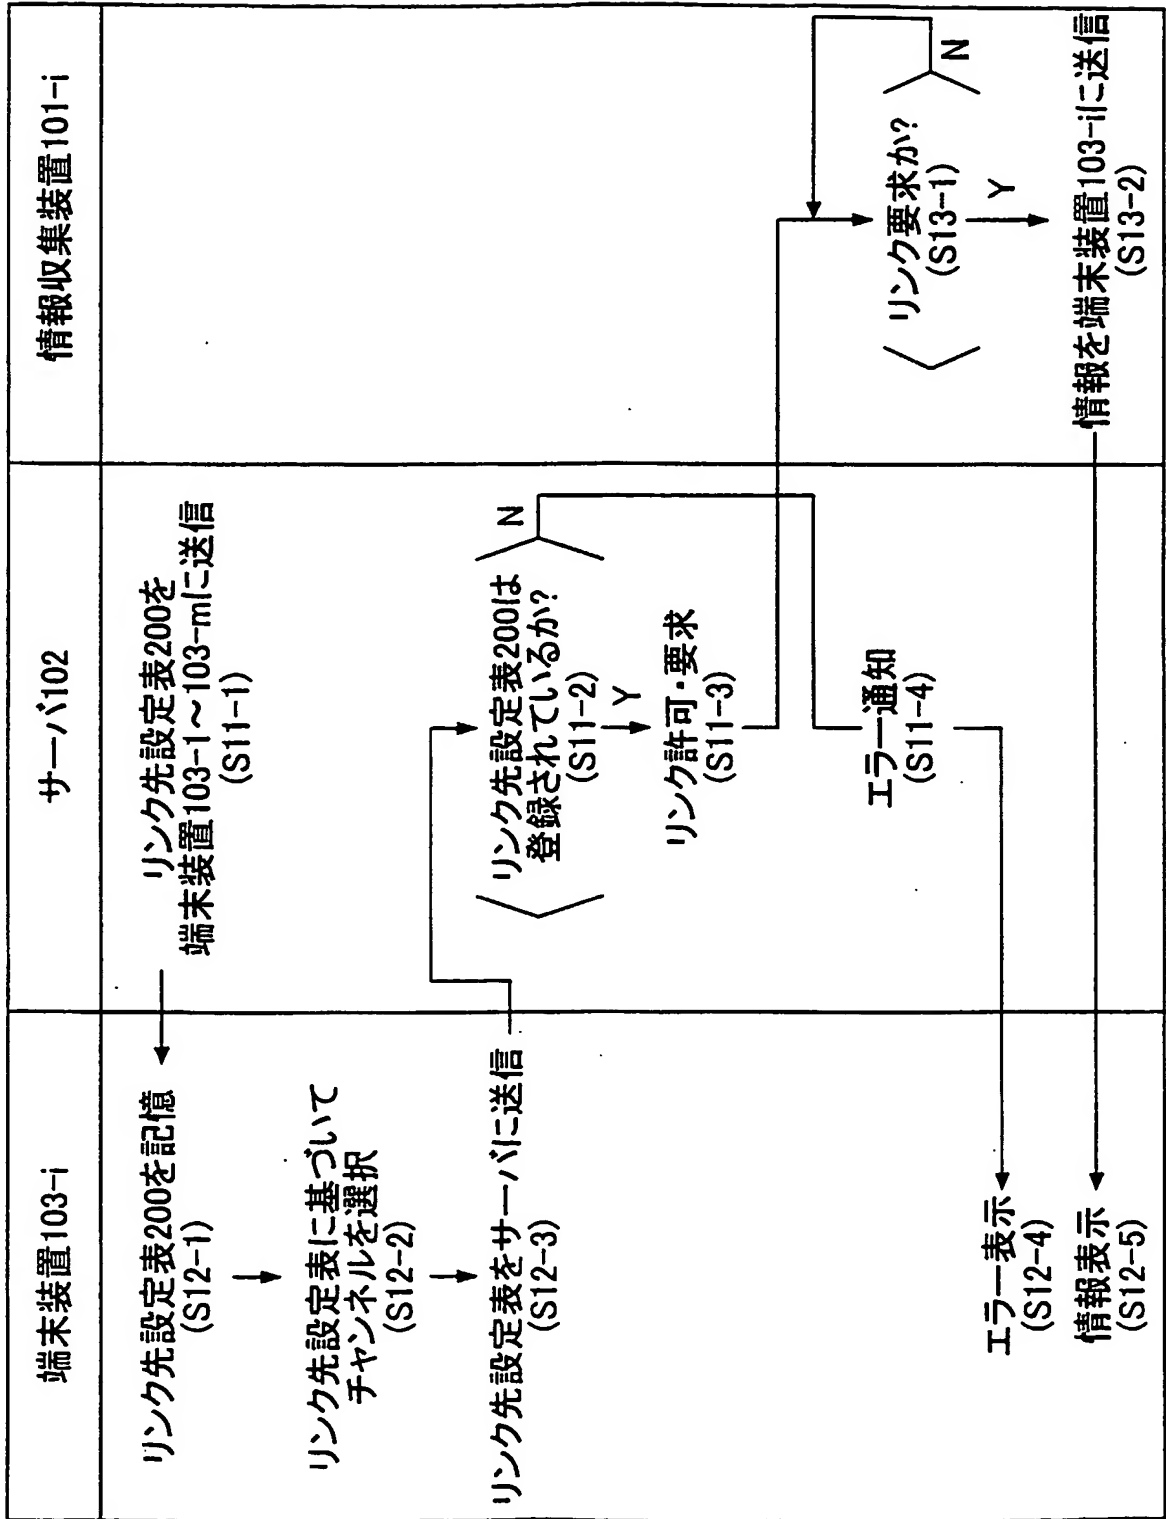 端末装置103-i
サーバ102
情報収集装置101-i
リンク先設定表200を
端末装置103-1～103-mに送信
(S11-1)
リンク先設定表200を記憶
(S12-1)
リンク先設定表に基づいて
チャンネルを選択
(S12-2)
リンク先設定表をサーバに送信
(S12-3)
リンク先設定表200は
登録されているか?
(S11-2)
N
Y
リンク許可・要求
(S11-3)
エラー通知
(S11-4)
リンク要求か?
(S13-1)
N
Y
情報を端末装置103-iに送信
(S13-2)
エラー表示
(S12-4)
情報表示
(S12-5)